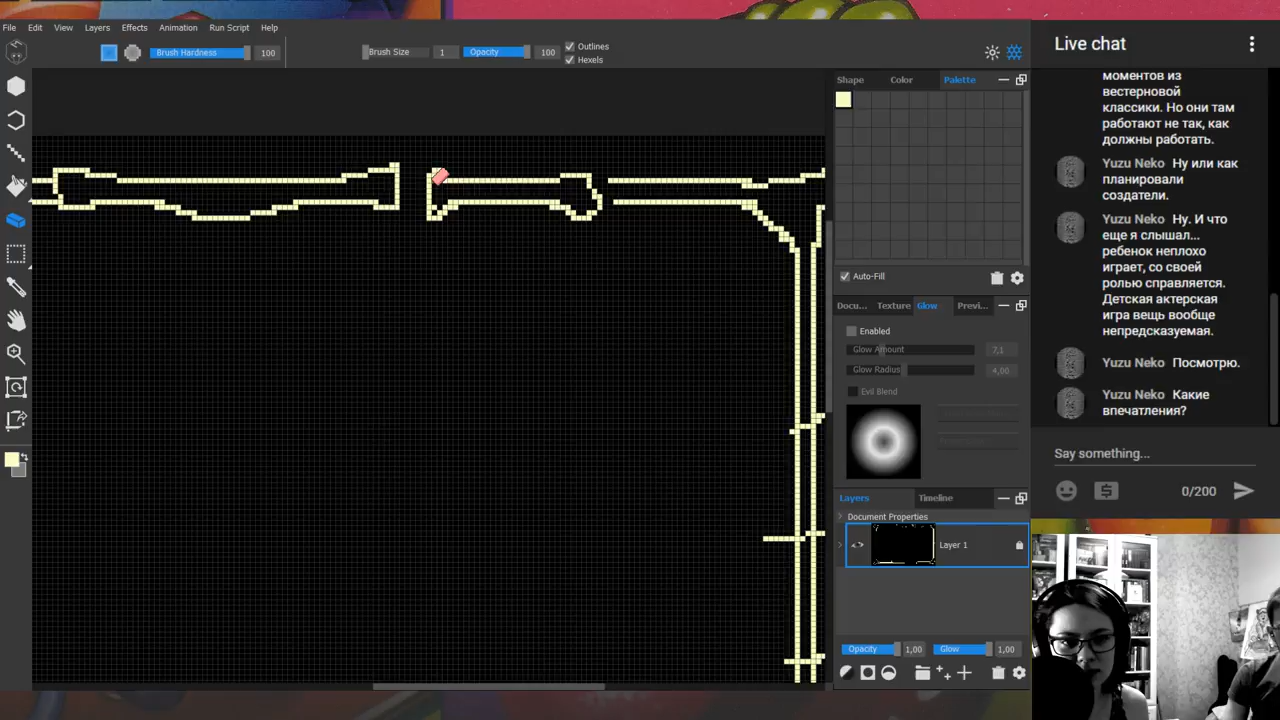 File Edit View Layers Effects Animation Run Script Help
Brush Hardness 100
Brush Size 1 Opacity 100
Outlines
Hexels
Shape Color Palette
Auto-Fill
Docu... Texture Glow Previ...
Enabled
Glow Amount 7,1
Glow Radius 4,00
Evil Blend
Layers Timeline
Document Properties
Layer 1
Opacity 1,00 Glow 1,00
Live chat
моментов из
вестерновой
классики. Но они там
работают не так, как
должны работать.
Yuzu Neko Ну или как
планировали
создатели.
Yuzu Neko Ну. И что
еще я слышал...
ребенок неплохо
играет, со своей
ролью справляется.
Детская актерская
игра вещь вообще
непредсказуемая.
Yuzu Neko Посмотрю.
Yuzu Neko Какие
впечатления?
Say something...
0/200